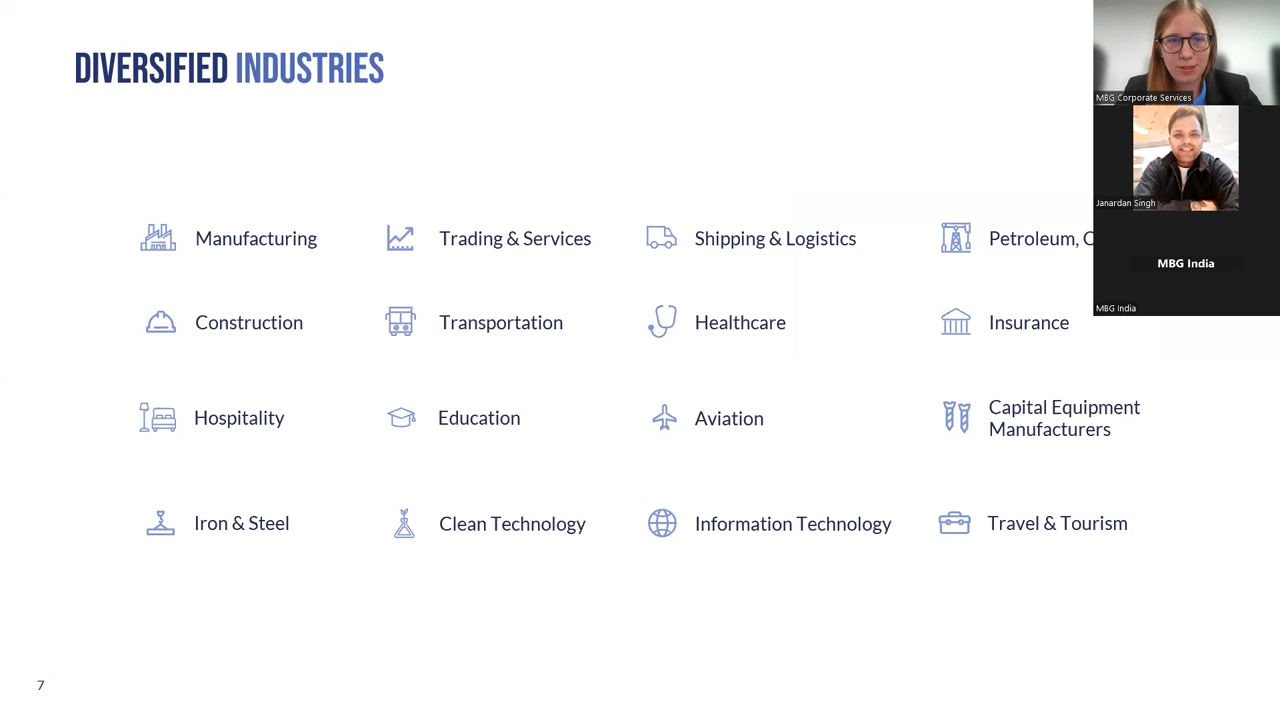 DIVERSIFIED INDUSTRIES
MBG Corporate Services
Janardan Singh
MBG India
MBG India
Manufacturing
Trading & Services
Shipping & Logistics
Petroleum,
Construction
Transportation
Healthcare
Insurance
Hospitality
Education
Aviation
Capital Equipment
Manufacturers
Iron & Steel
Clean Technology
Information Technology
Travel & Tourism
7